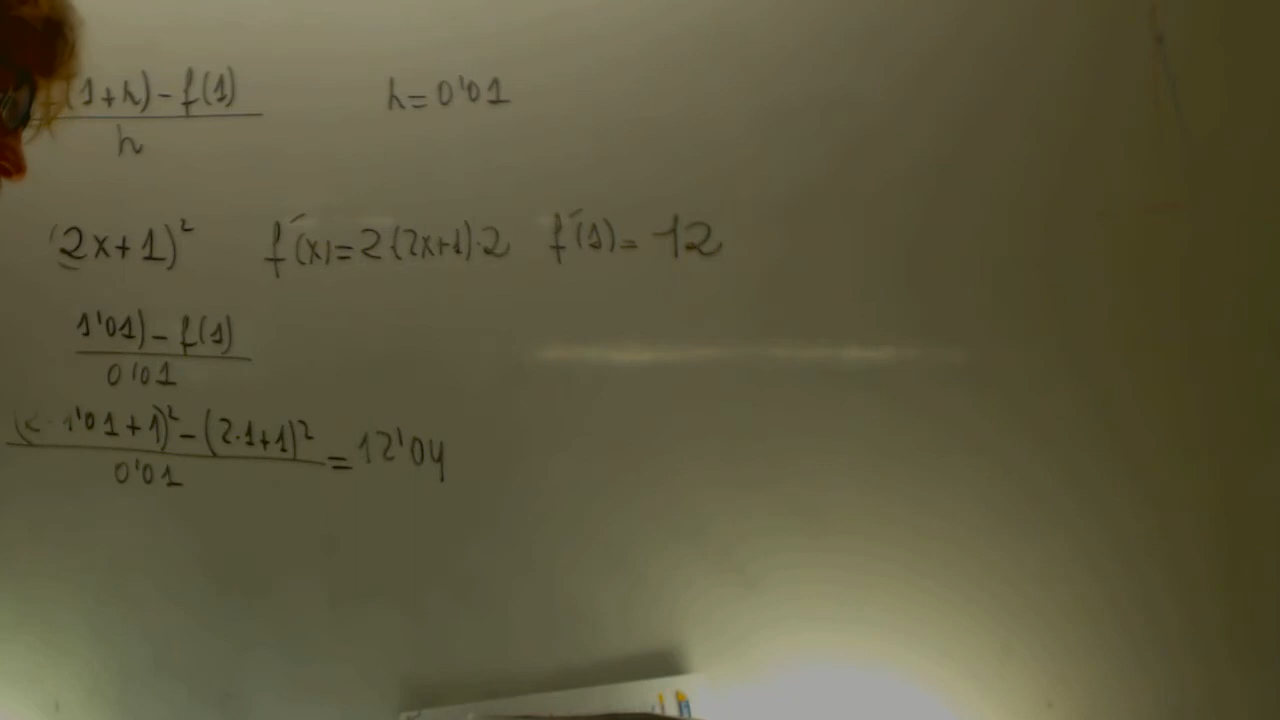 (1+h)-f(1) h=0'01
h
2x+1)² f'(x)=2(2x+1)·2 f'(1)= 12
1'01)-f(1)
0'01
1'01+1)²-(2·1+1)² = 12'04
0'01